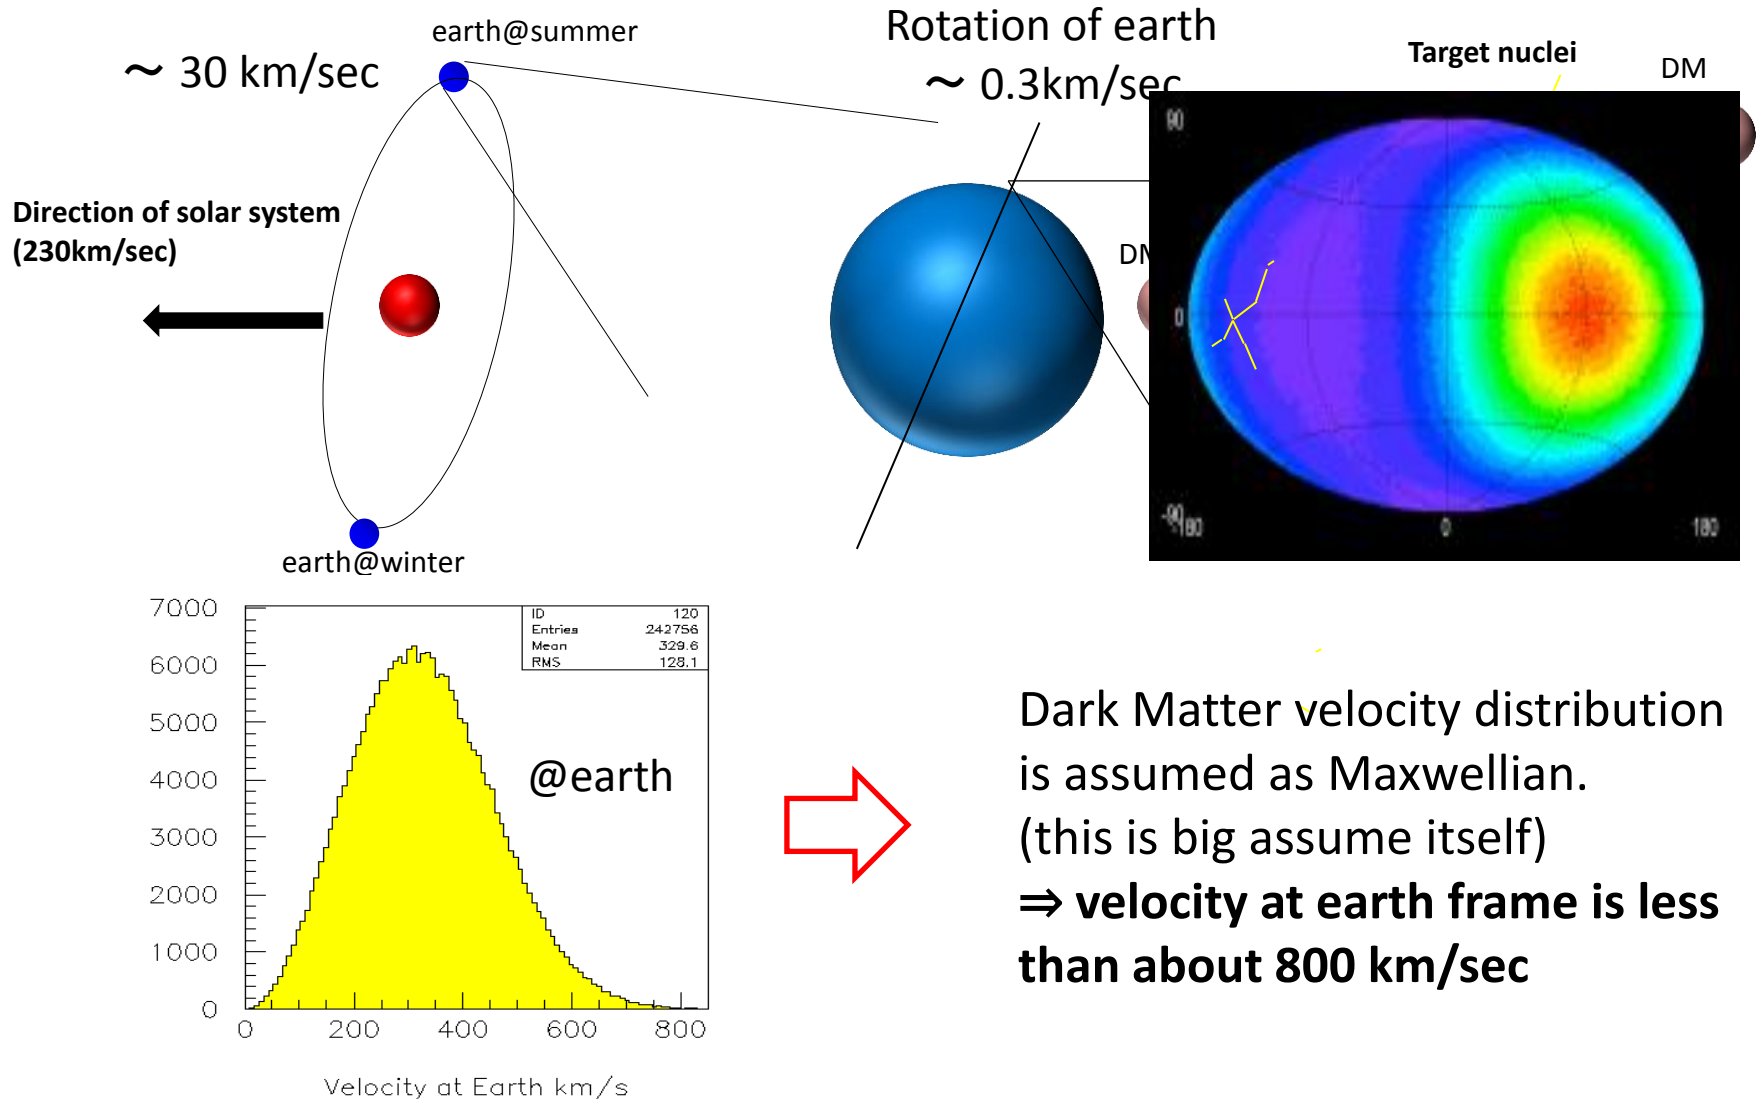 earth@summer
～ 30 km/sec
Rotation of earth
～ 0.3km/sec
Target nuclei
DM
Direction of solar system
(230km/sec)
DM
90
0
-90
-180
0
180
earth@winter
7000
6000
5000
4000
3000
2000
1000
0
ID 120
Entries 242756
Mean 329.6
RMS 128.1
@earth
0 200 400 600 800
Velocity at Earth km/s
Dark Matter velocity distribution
is assumed as Maxwellian.
(this is big assume itself)
⇒ velocity at earth frame is less
than about 800 km/sec